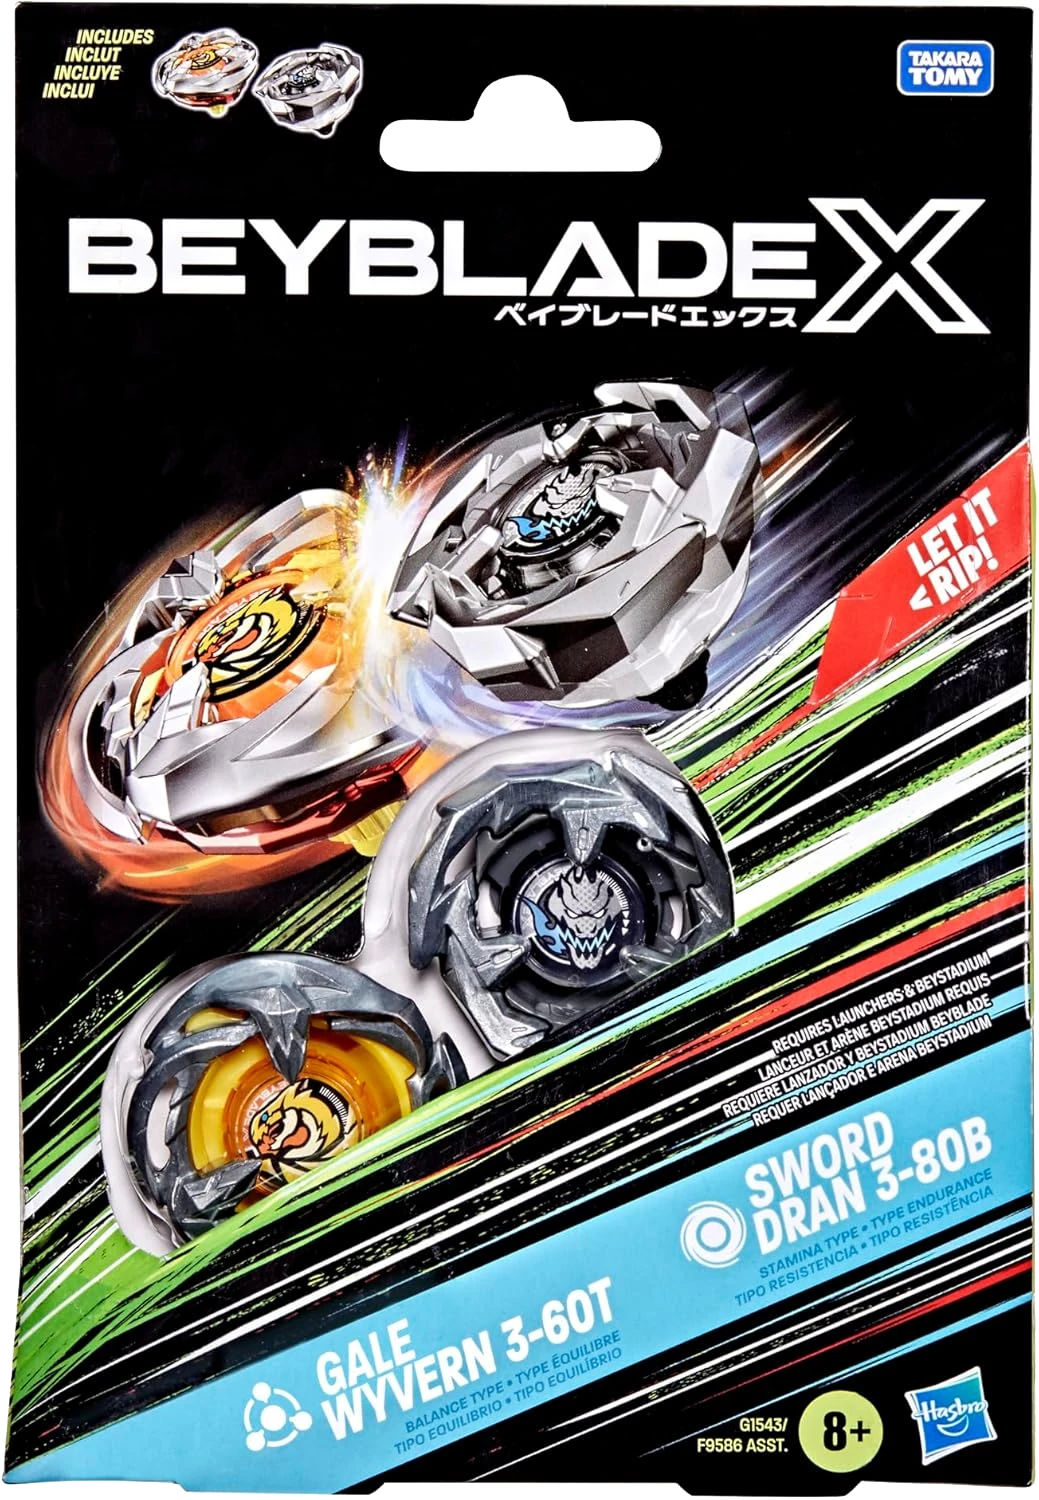 INCLUDES
INCLUT
INCLUYE
INCLUI
TAKARA
TOMY
BEYBLADE X
ベイブレードエックス
LET IT
RIP!
REQUIRES LAUNCHERS & BEYSTADIUM
LANCEUR ET ARÈNE BEYSTADIUM REQUIS
REQUIERE LANZADOR Y BEYSTADIUM BEYBLADE
REQUER LANÇADOR E ARENA BEYSTADIUM
SWORD
DRAN 3-80B
STAMINA TYPE • TYPE ENDURANCE
TIPO RESISTENCIA • TIPO RESISTÊNCIA
GALE
WYVERN 3-60T
BALANCE TYPE • TYPE ÉQUILIBRE
TIPO EQUILIBRIO • TIPO EQUILÍBRIO
G1543/
F9586 ASST.
8+
Hasbro